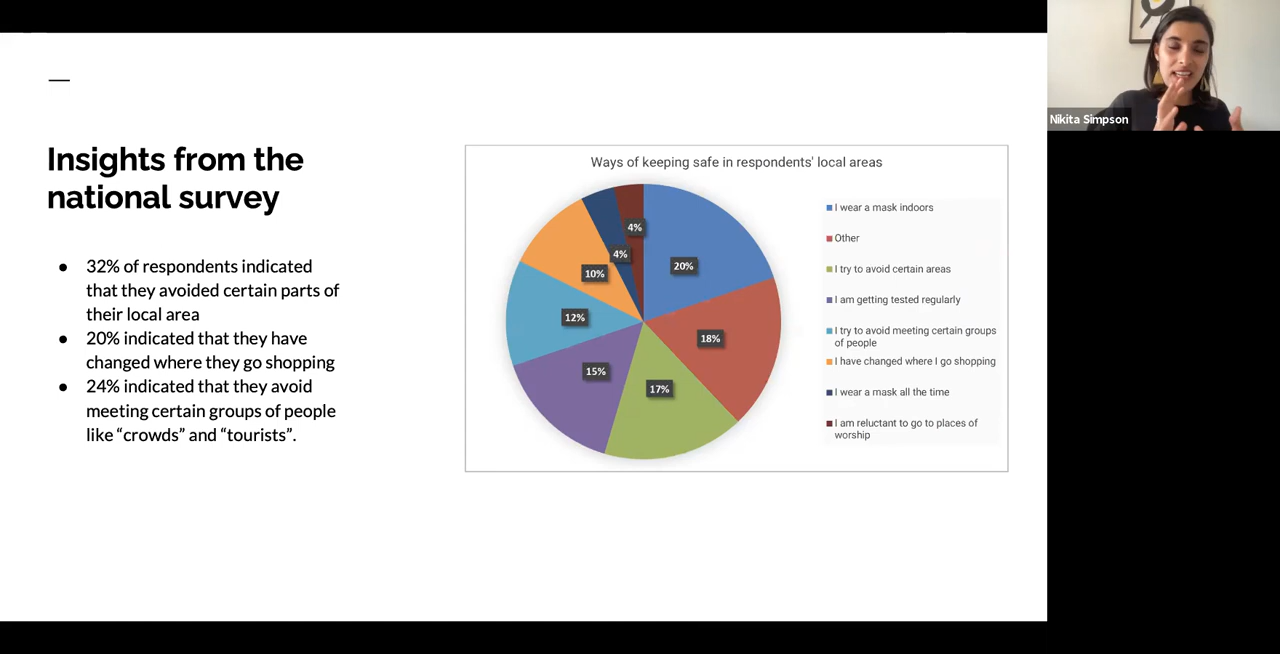 Insights from the
national survey
● 32% of respondents indicated
that they avoided certain parts of
their local area
● 20% indicated that they have
changed where they go shopping
● 24% indicated that they avoid
meeting certain groups of people
like “crowds” and “tourists”.
Ways of keeping safe in respondents' local areas
20%
18%
17%
15%
12%
10%
4%
4%
I wear a mask indoors
Other
I try to avoid certain areas
I am getting tested regularly
I try to avoid meeting certain groups
of people
I have changed where I go shopping
I wear a mask all the time
I am reluctant to go to places of
worship
Nikita Simpson